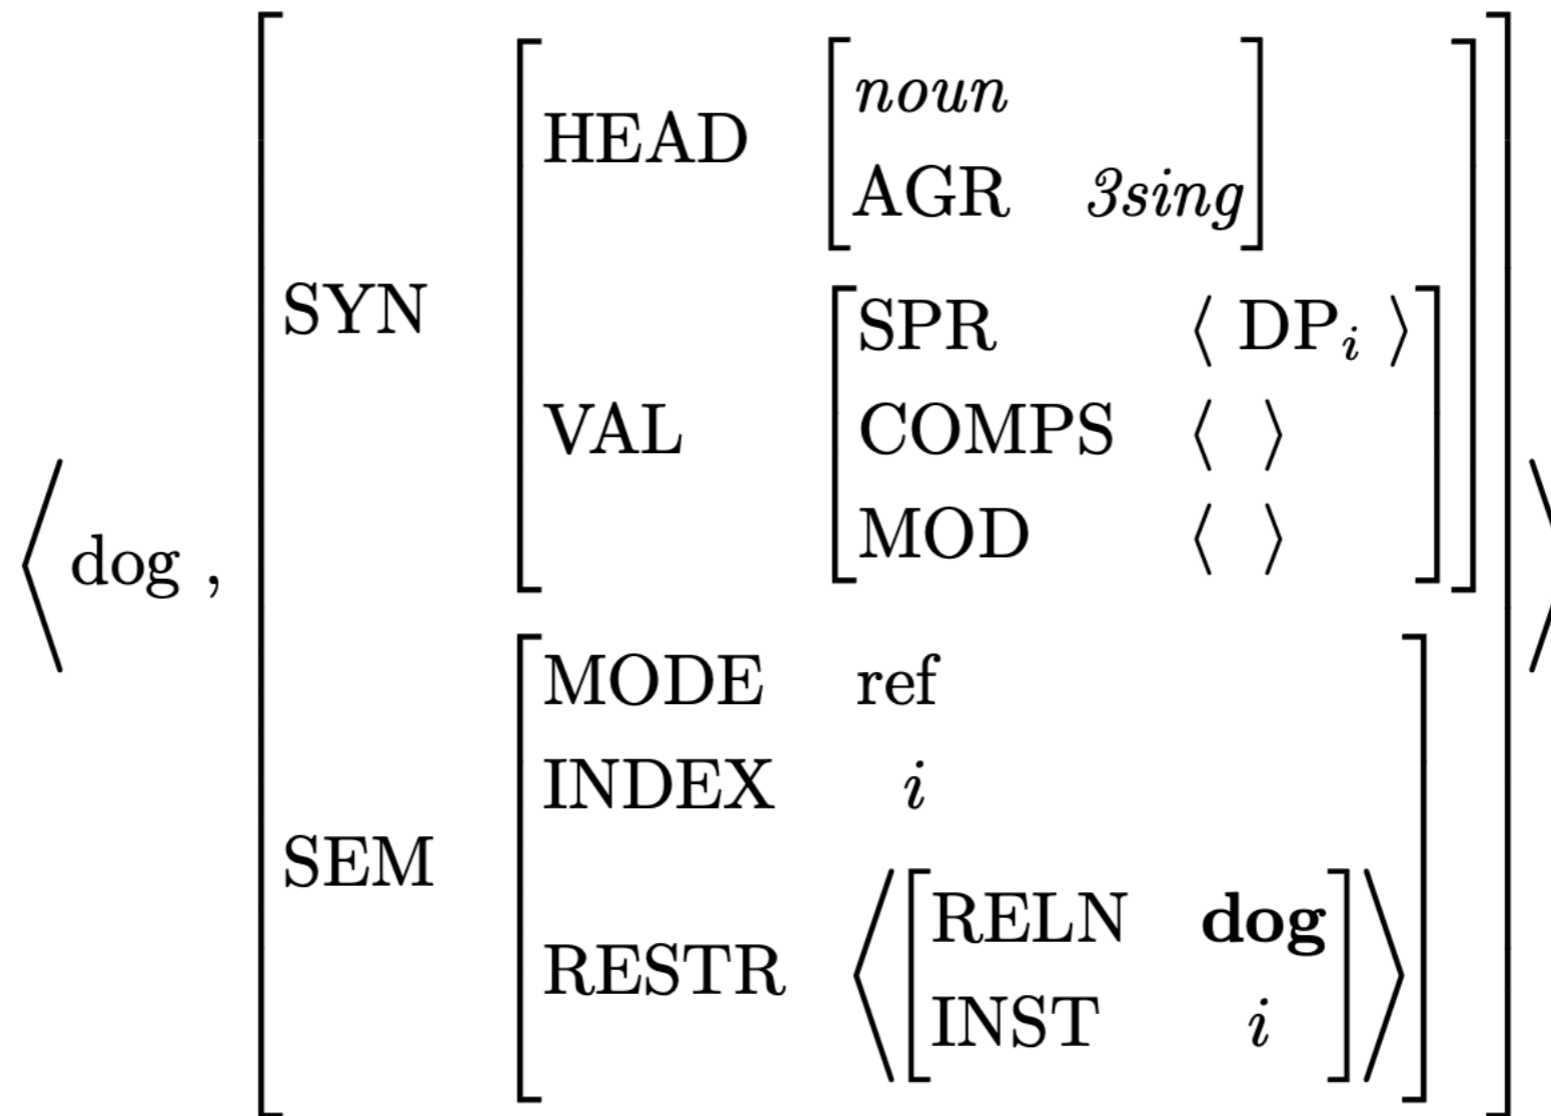 noun
HEAD
AGR 3sing
SYN
SPR ⟨ DPᵢ ⟩
VAL COMPS ⟨ ⟩
MOD ⟨ ⟩
⟨ dog ,
MODE ref
INDEX i
SEM
RELN dog
RESTR
INST i